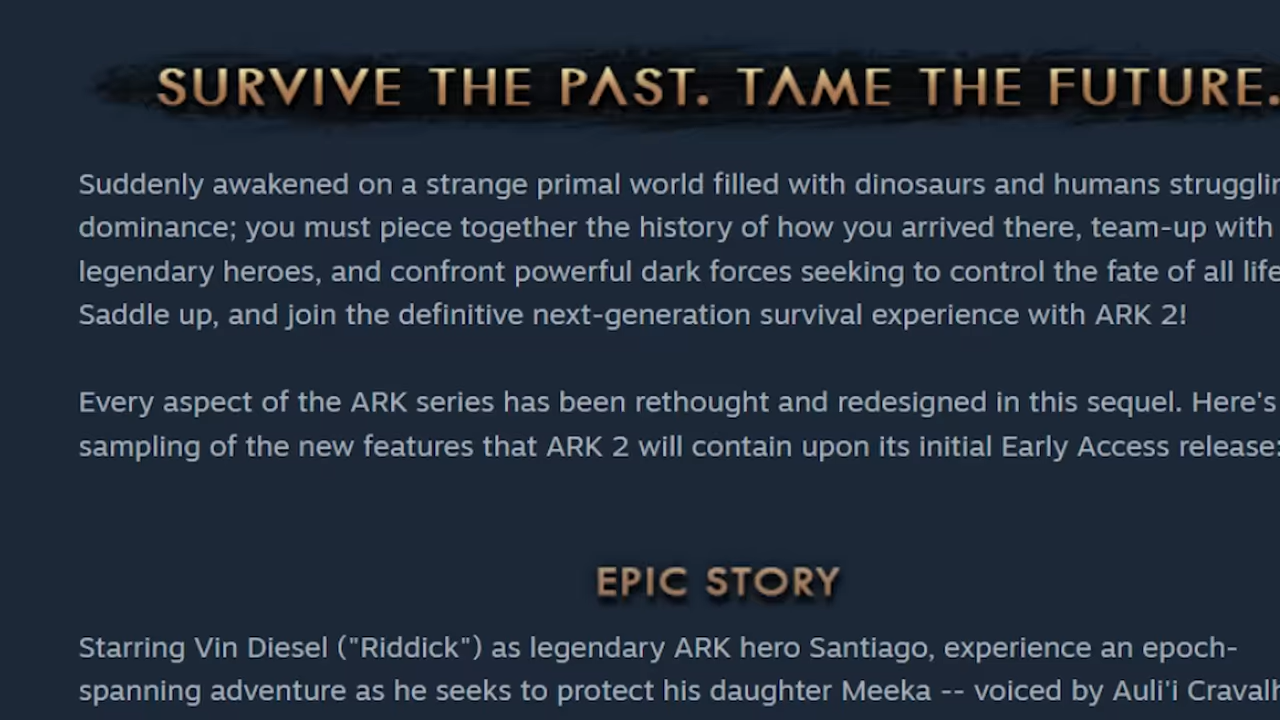 SURVIVE THE PAST. TAME THE FUTURE.
Suddenly awakened on a strange primal world filled with dinosaurs and humans
dominance; you must piece together the history of how you arrived there, team-up with
legendary heroes, and confront powerful dark forces seeking to control the fate of all life
Saddle up, and join the definitive next-generation survival experience with ARK 2!
Every aspect of the ARK series has been rethought and redesigned in this sequel. Here's
sampling of the new features that ARK 2 will contain upon its initial Early Access release:
EPIC STORY
Starring Vin Diesel ("Riddick") as legendary ARK hero Santiago, experience an epoch-
spanning adventure as he seeks to protect his daughter Meeka -- voiced by Auli'i